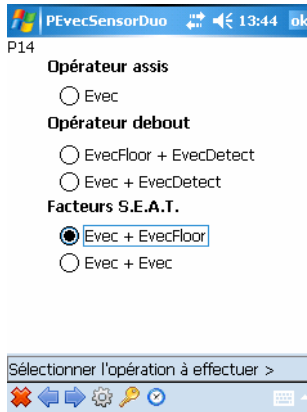 PEvecSensorDuo 13:44 ok
P14
Opérateur assis
Evec
Opérateur debout
EvecFloor + EvecDetect
Evec + EvecDetect
Facteurs S.E.A.T.
Evec + EvecFloor
Evec + Evec
Sélectionner l'opération à effectuer >